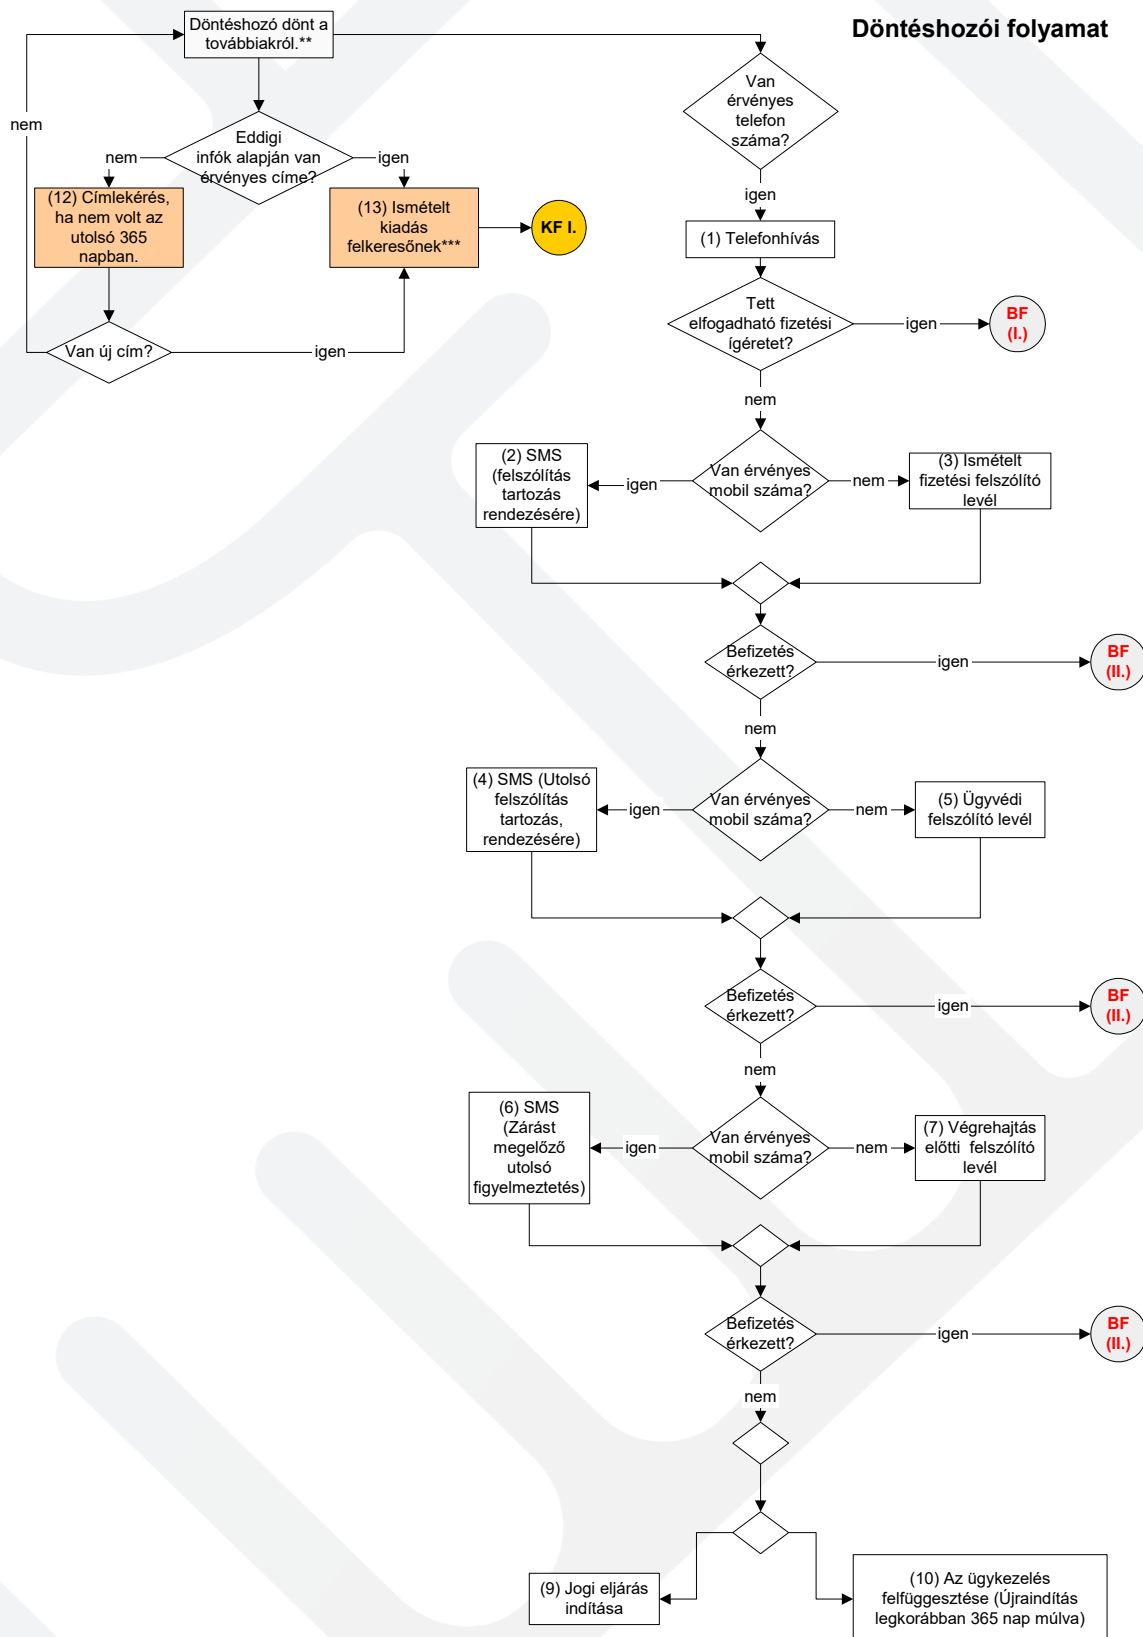 Döntéshozói folyamat
Döntéshozó dönt a
továbbiakról.**
nem
Eddigi
infók alapján van
érvényes címe?
nem
igen
(12) Címlekérés,
ha nem volt az
utolsó 365
napban.
(13) Ismételt
kiadás
felkeresőnek***
KF I.
Van új cím?
igen
Van
érvényes
telefon
száma?
igen
(1) Telefonhívás
Tett
elfogadható fizetési
ígéretet?
igen
BF
(I.)
nem
Van érvényes
mobil száma?
igen
(2) SMS
(felszólítás
tartozás
rendezésére)
nem
(3) Ismételt
fizetési felszólító
levél
Befizetés
érkezett?
igen
BF
(II.)
nem
Van érvényes
mobil száma?
igen
(4) SMS (Utolsó
felszólítás
tartozás,
rendezésére)
nem
(5) Ügyvédi
felszólító levél
Befizetés
érkezett?
igen
BF
(II.)
nem
Van érvényes
mobil száma?
igen
(6) SMS
(Zárást
megelőző
utolsó
figyelmeztetés)
nem
(7) Végrehajtás
előtti felszólító
levél
Befizetés
érkezett?
igen
BF
(II.)
nem
(9) Jogi eljárás
indítása
(10) Az ügykezelés
felfüggesztése (Újraindítás
legkorábban 365 nap múlva)